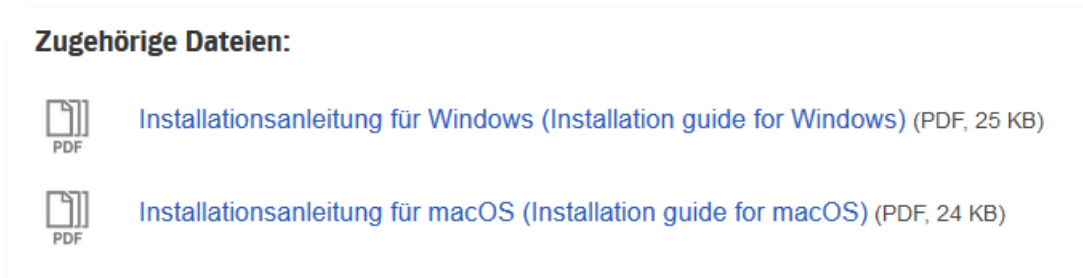 Zugehörige Dateien:
PDF
Installationsanleitung für Windows (Installation guide for Windows) (PDF, 25 KB)
PDF
Installationsanleitung für macOS (Installation guide for macOS) (PDF, 24 KB)